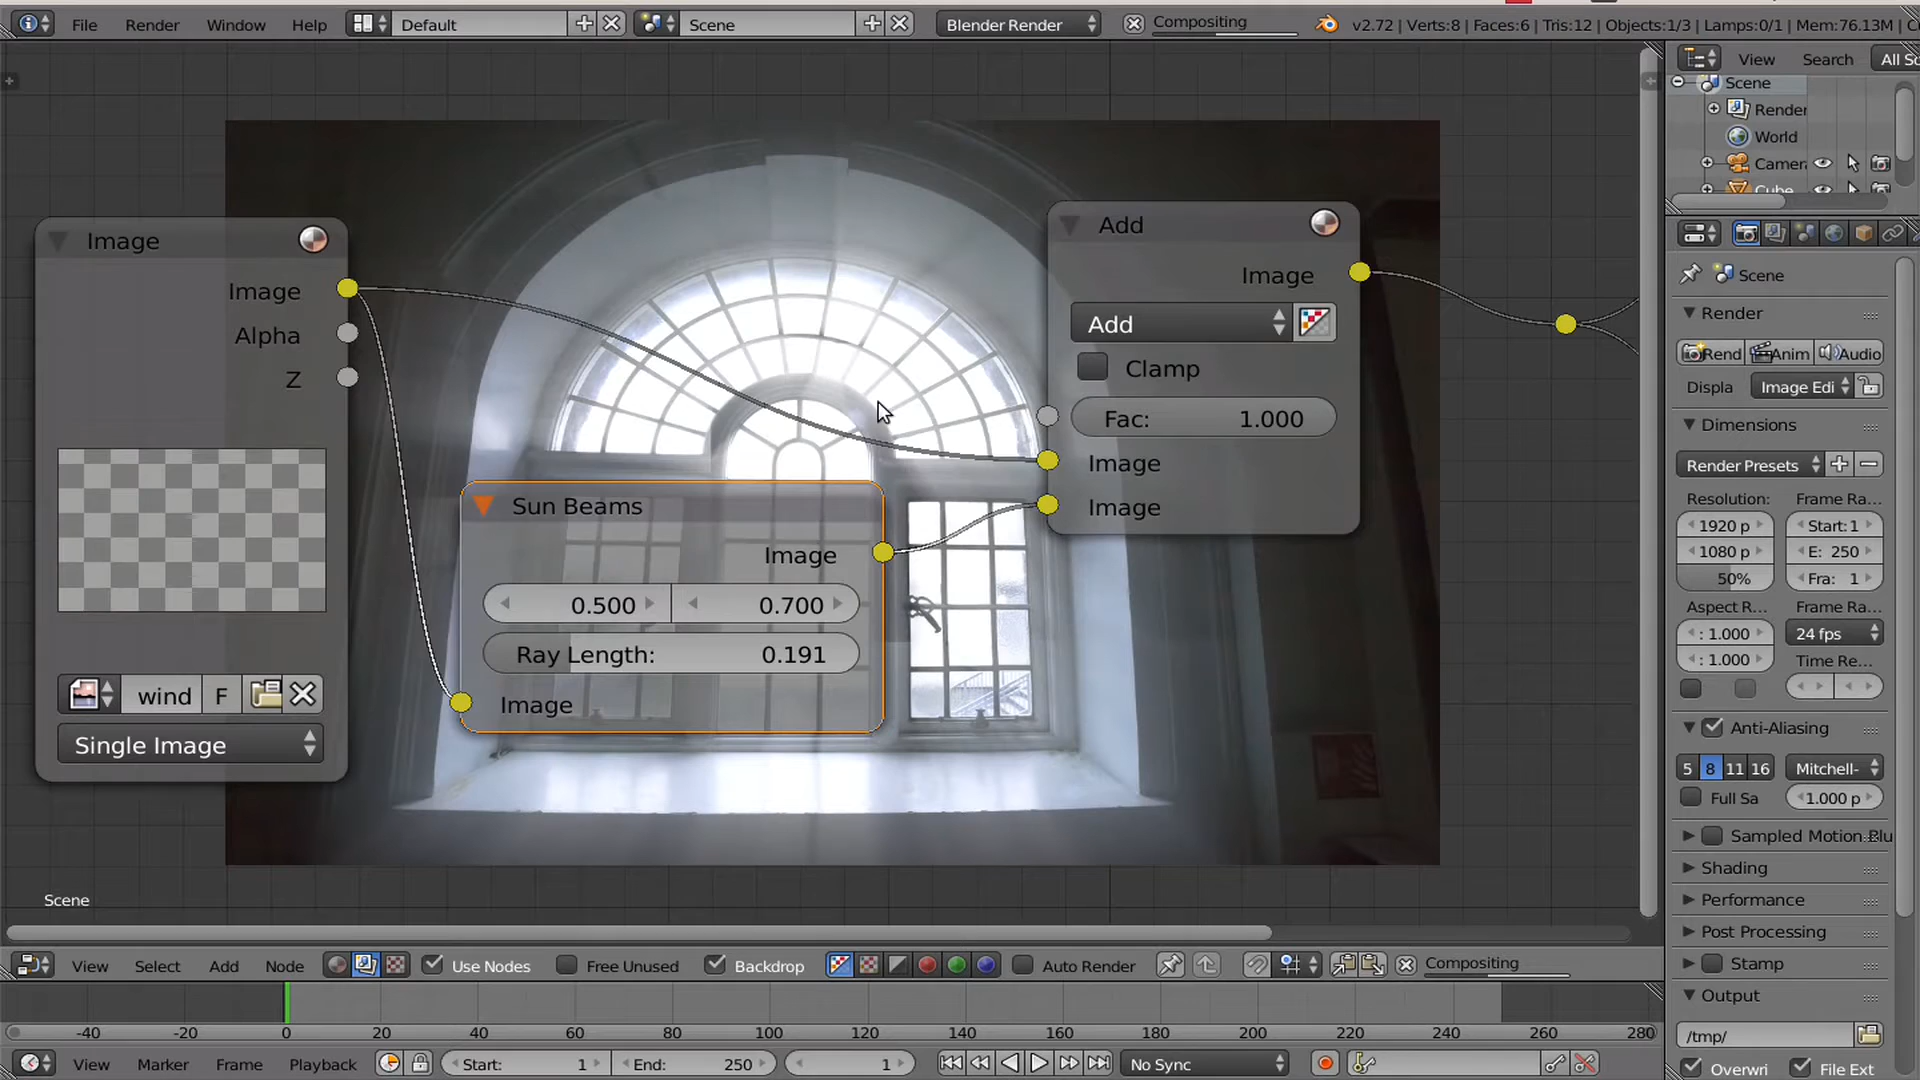 File Render Window Help Default Scene Blender Render Compositing v2.72 | Verts:8 | Faces:6 | Tris:12 | Objects:1/3 | Lamps:0/1 | Mem:76.13M | C
View Search All Sc
Scene
Render
World
Camer
Cube
Image
Image
Alpha
Z
wind F
Single Image
Sun Beams
Image
0.500 0.700
Ray Length: 0.191
Image
Add
Image
Add
Clamp
Fac: 1.000
Image
Image
Scene
Scene
Render
Rend Anim Audio
Displa Image Edi
Dimensions
Render Presets
Resolution: Frame Ra...
1920 p Start: 1
1080 p E: 250
50% Fra: 1
Aspect R... Frame Ra...
: 1.000 24 fps
: 1.000 Time Re...
Anti-Aliasing
5 8 11 16 Mitchell-
Full Sa 1.000 p
Sampled Motion Blu
Shading
Performance
Post Processing
Stamp
Output
/tmp/
Overwri File Ext
View Select Add Node Use Nodes Free Unused Backdrop Auto Render Compositing
-40 -20 0 20 40 60 80 100 120 140 160 180 200 220 240 260 280
View Marker Frame Playback Start: 1 End: 250 1 No Sync